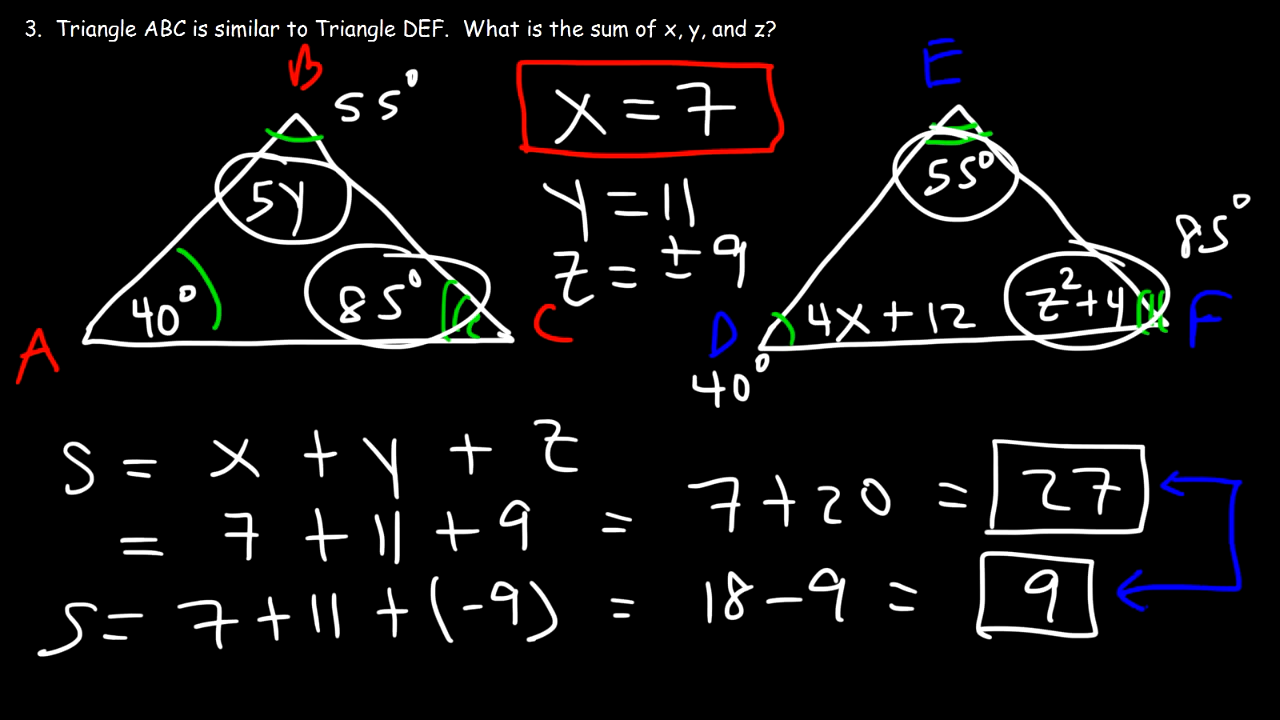 3. Triangle ABC is similar to Triangle DEF. What is the sum of x, y, and z?
B
55°
5y
40°
85°
A
C
x = 7
y = 11
z = ± 9
E
55°
85°
4x + 12
z² + 4
D
F
40°
S = x + y + z
= 7 + 11 + 9 = 7 + 20 = 27
S = 7 + 11 + (-9) = 18 - 9 = 9